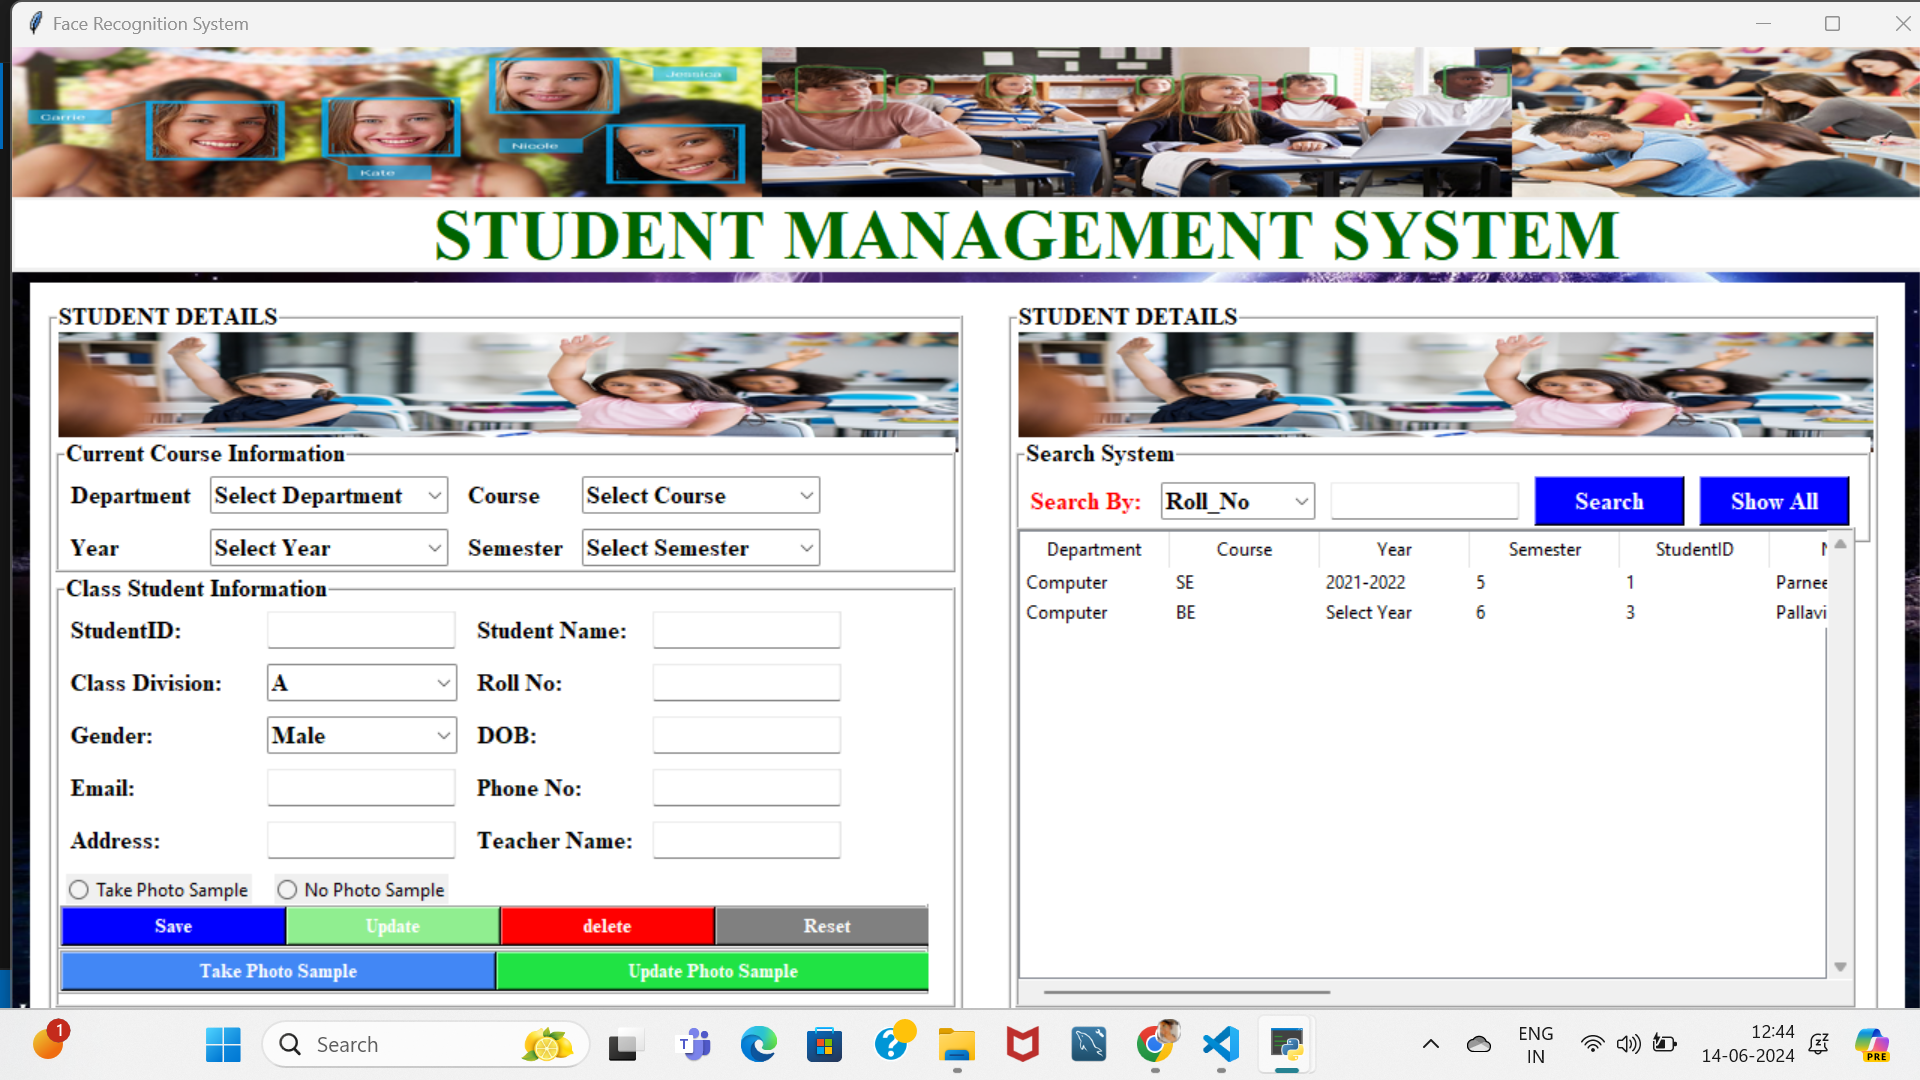 Face Recognition System
Jessica
Carrie
Nicole
Kate
STUDENT MANAGEMENT SYSTEM
STUDENT DETAILS
Current Course Information
Department Select Department Course Select Course
Year Select Year Semester Select Semester
Class Student Information
StudentID: Student Name:
Class Division: A Roll No:
Gender: Male DOB:
Email: Phone No:
Address: Teacher Name:
Take Photo Sample No Photo Sample
Save Update delete Reset
Take Photo Sample Update Photo Sample
STUDENT DETAILS
Search System
Search By: Roll_No Search Show All
Department Course Year Semester StudentID
Computer SE 2021-2022 5 1 Parnee
Computer BE Select Year 6 3 Pallavi
1
Search
ENG
IN
12:44
14-06-2024
PRE